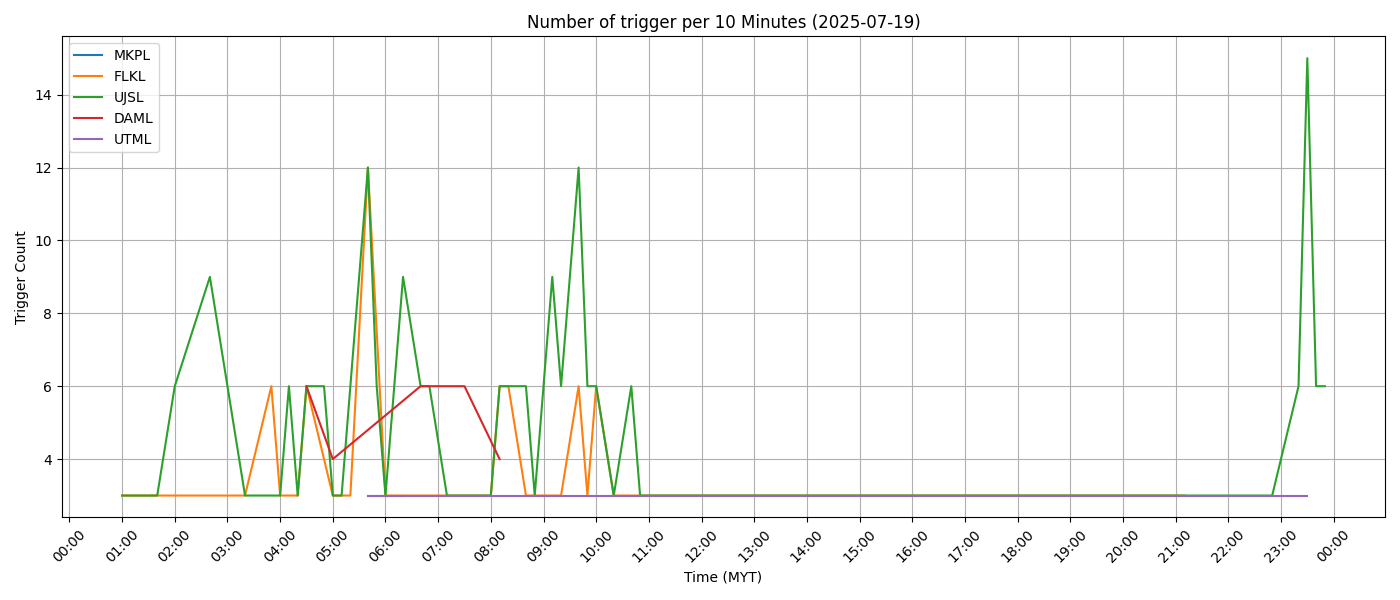 Number of trigger per 10 Minutes (2025-07-19)
MKPL
FLKL
UJSL
DAML
UTML
Trigger Count
14
12
10
8
6
4
00:00 01:00 02:00 03:00 04:00 05:00 06:00 07:00 08:00 09:00 10:00 11:00 12:00 13:00 14:00 15:00 16:00 17:00 18:00 19:00 20:00 21:00 22:00 23:00 00:00
Time (MYT)